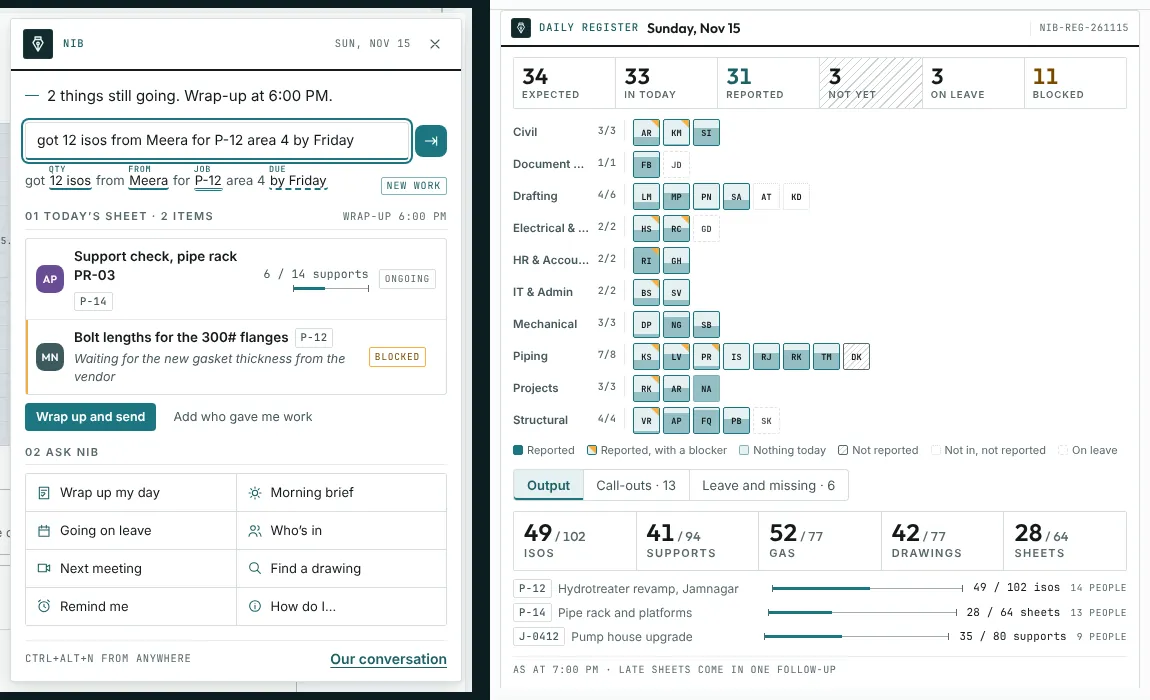 NIB
SUN, NOV 15
2 things still going. Wrap-up at 6:00 PM.
got 12 isos from Meera for P-12 area 4 by Friday
QTY FROM JOB DUE
got 12 isos from Meera for P-12 area 4 by Friday
NEW WORK
01 TODAY'S SHEET · 2 ITEMS
WRAP-UP 6:00 PM
AP
Support check, pipe rack
PR-03
P-14
6 / 14 supports
ONGOING
MN
Bolt lengths for the 300# flanges
P-12
Waiting for the new gasket thickness from the
vendor
BLOCKED
Wrap up and send
Add who gave me work
02 ASK NIB
Wrap up my day
Morning brief
Going on leave
Who's in
Next meeting
Find a drawing
Remind me
How do I...
CTRL+ALT+N FROM ANYWHERE
Our conversation
DAILY REGISTER Sunday, Nov 15
NIB-REG-261115
34
EXPECTED
33
IN TODAY
31
REPORTED
3
NOT YET
3
ON LEAVE
11
BLOCKED
Civil 3/3 AR KM SI
Document ... 1/1 FB JD
Drafting 4/6 LM MP PN SA AT KD
Electrical & ... 2/2 HS RC GD
HR & Accou... 2/2 RI GH
IT & Admin 2/2 BS SV
Mechanical 3/3 DP NG SB
Piping 7/8 KS LV PR IS RJ RK TM DK
Projects 3/3 RK AR NA
Structural 4/4 VR AP FQ PB SK
Reported Reported, with a blocker Nothing today Not reported Not in, not reported On leave
Output
Call-outs · 13
Leave and missing · 6
49 / 102
ISOS
41 / 94
SUPPORTS
52 / 77
GAS
42 / 77
DRAWINGS
28 / 64
SHEETS
P-12 Hydrotreater revamp, Jamnagar 49 / 102 isos 14 PEOPLE
P-14 Pipe rack and platforms 28 / 64 sheets 13 PEOPLE
J-0412 Pump house upgrade 35 / 80 supports 9 PEOPLE
AS AT 7:00 PM · LATE SHEETS COME IN ONE FOLLOW-UP